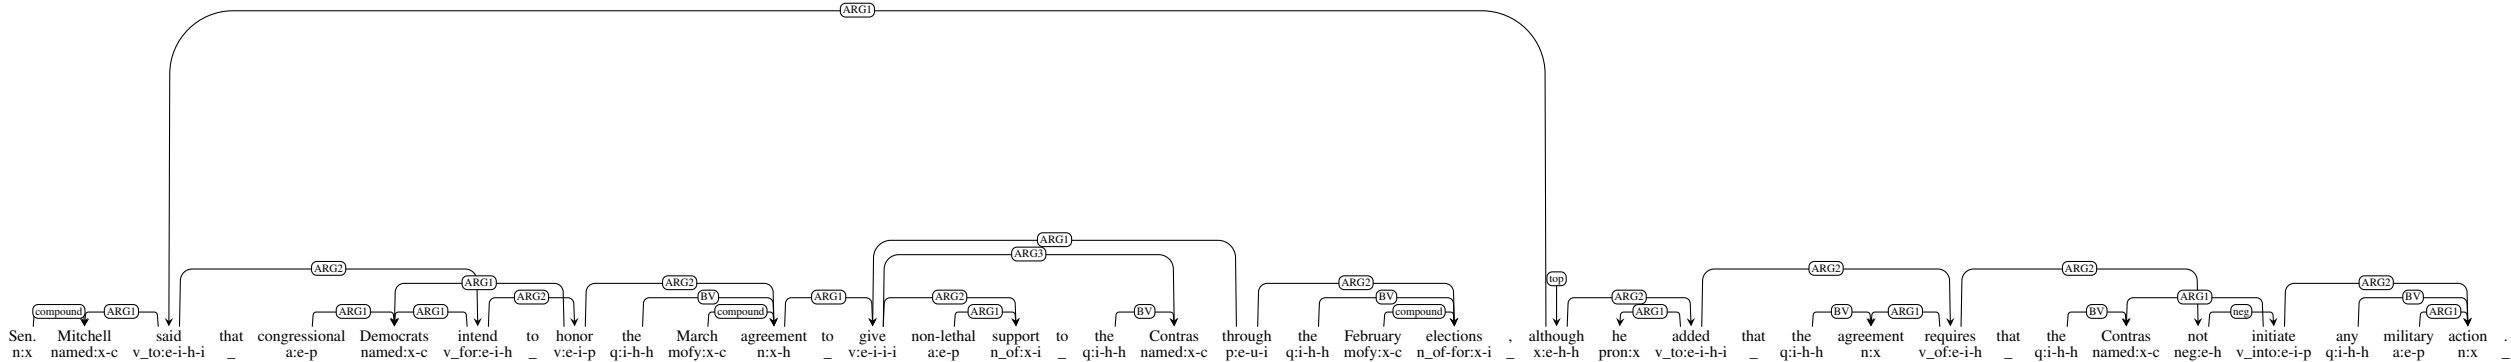 ARG1
top
ARG1
ARG3
ARG2 ARG1 ARG2 ARG2 ARG2 ARG2 ARG2
ARG2 BV ARG1 ARG2 BV ARG2 ARG1 BV
compound ARG1 ARG1 ARG1 compound ARG1 BV compound ARG1 BV ARG1 BV neg ARG1
Sen. Mitchell said that congressional Democrats intend to honor the March agreement to give non-lethal support to the Contras through the February elections , although he added that the agreement requires that the Contras not initiate any military action .
n:x named:x-c v_to:e-i-h-i _ a:e-p named:x-c v_for:e-i-h _ v:e-i-p q:i-h-h mofy:x-c n:x-h _ v:e-i-i-i a:e-p n_of:x-i _ q:i-h-h named:x-c p:e-u-i q:i-h-h mofy:x-c n_of-for:x-i _ x:e-h-h pron:x v_to:e-i-h-i _ q:i-h-h n:x v_of:e-i-h _ q:i-h-h named:x-c neg:e-h v_into:e-i-p q:i-h-h a:e-p n:x _